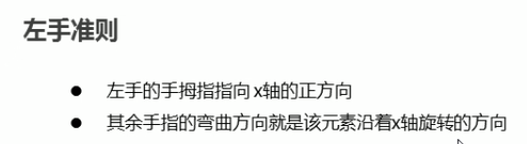 左手准则
● 左手的手拇指指向 x轴的正方向
● 其余手指的弯曲方向就是该元素沿着x轴旋转的方向